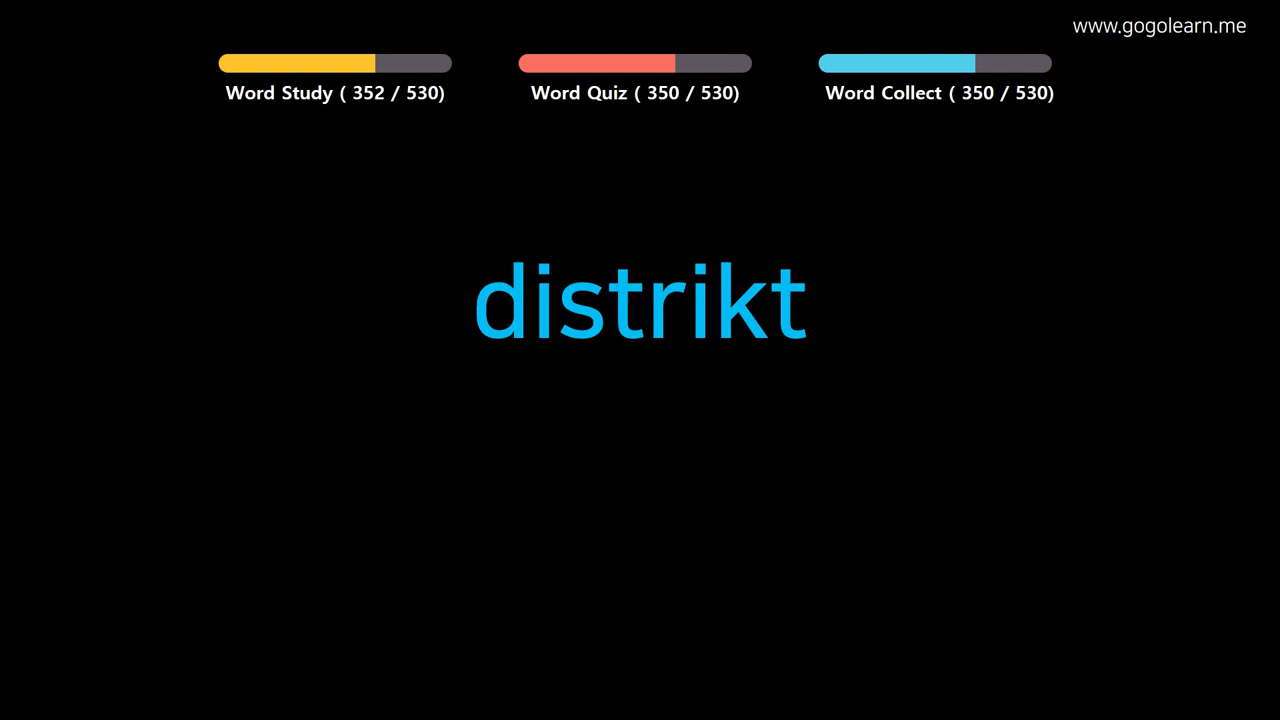 www.gogolearn.me
Word Study ( 352 / 530)
Word Quiz ( 350 / 530)
Word Collect ( 350 / 530)
distrikt